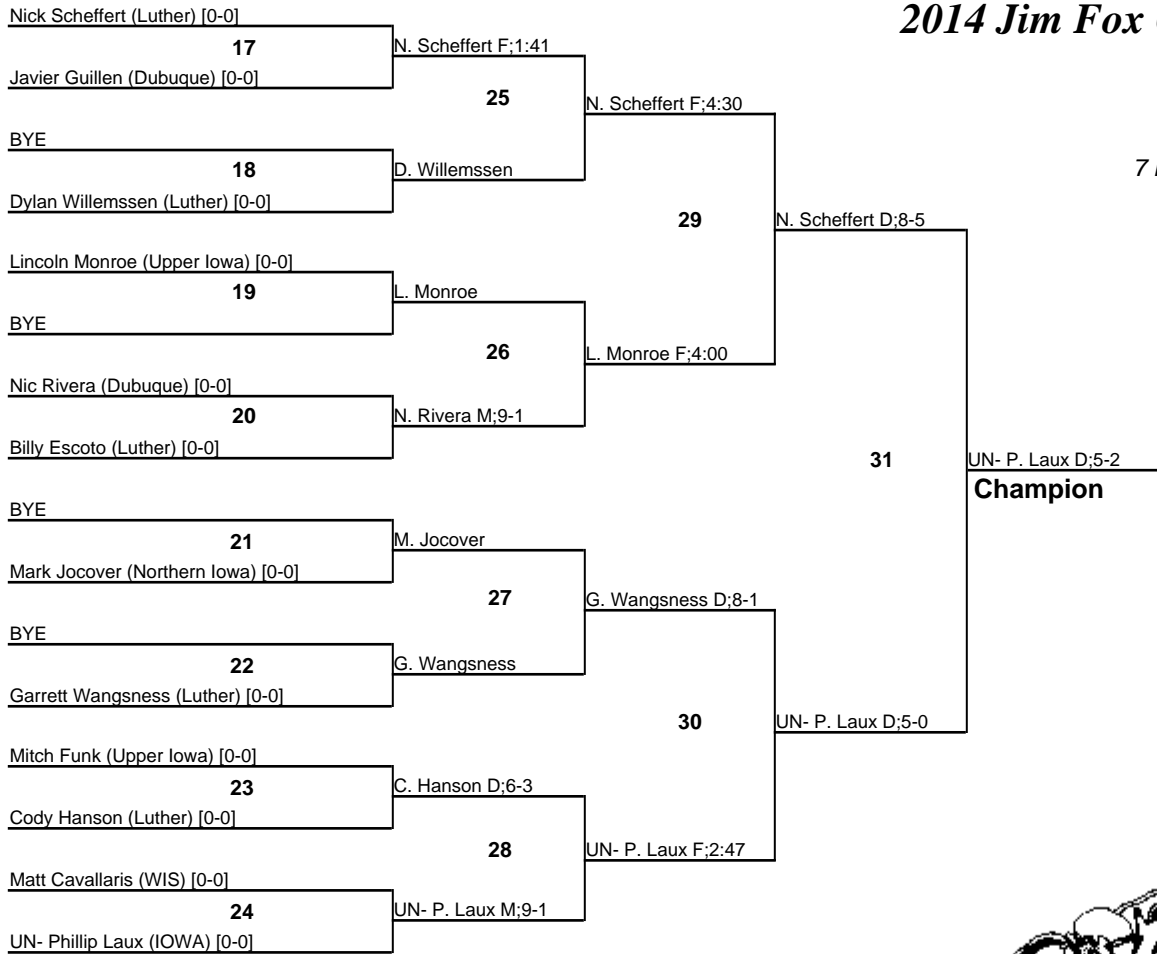 2014 Jim Fox
7
Nick Scheffert (Luther) [0-0]
17
Javier Guillen (Dubuque) [0-0]
BYE
18
Dylan Willemssen (Luther) [0-0]
Lincoln Monroe (Upper Iowa) [0-0]
19
BYE
Nic Rivera (Dubuque) [0-0]
20
Billy Escoto (Luther) [0-0]
BYE
21
Mark Jocover (Northern Iowa) [0-0]
BYE
22
Garrett Wangsness (Luther) [0-0]
Mitch Funk (Upper Iowa) [0-0]
23
Cody Hanson (Luther) [0-0]
Matt Cavallaris (WIS) [0-0]
24
UN- Phillip Laux (IOWA) [0-0]
N. Scheffert F;1:41
25
D. Willemssen
L. Monroe
26
N. Rivera M;9-1
M. Jocover
27
G. Wangsness
C. Hanson D;6-3
28
UN- P. Laux M;9-1
N. Scheffert F;4:30
29
L. Monroe F;4:00
G. Wangsness D;8-1
30
UN- P. Laux F;2:47
N. Scheffert D;8-5
31
UN- P. Laux D;5-0
UN- P. Laux D;5-2
Champion